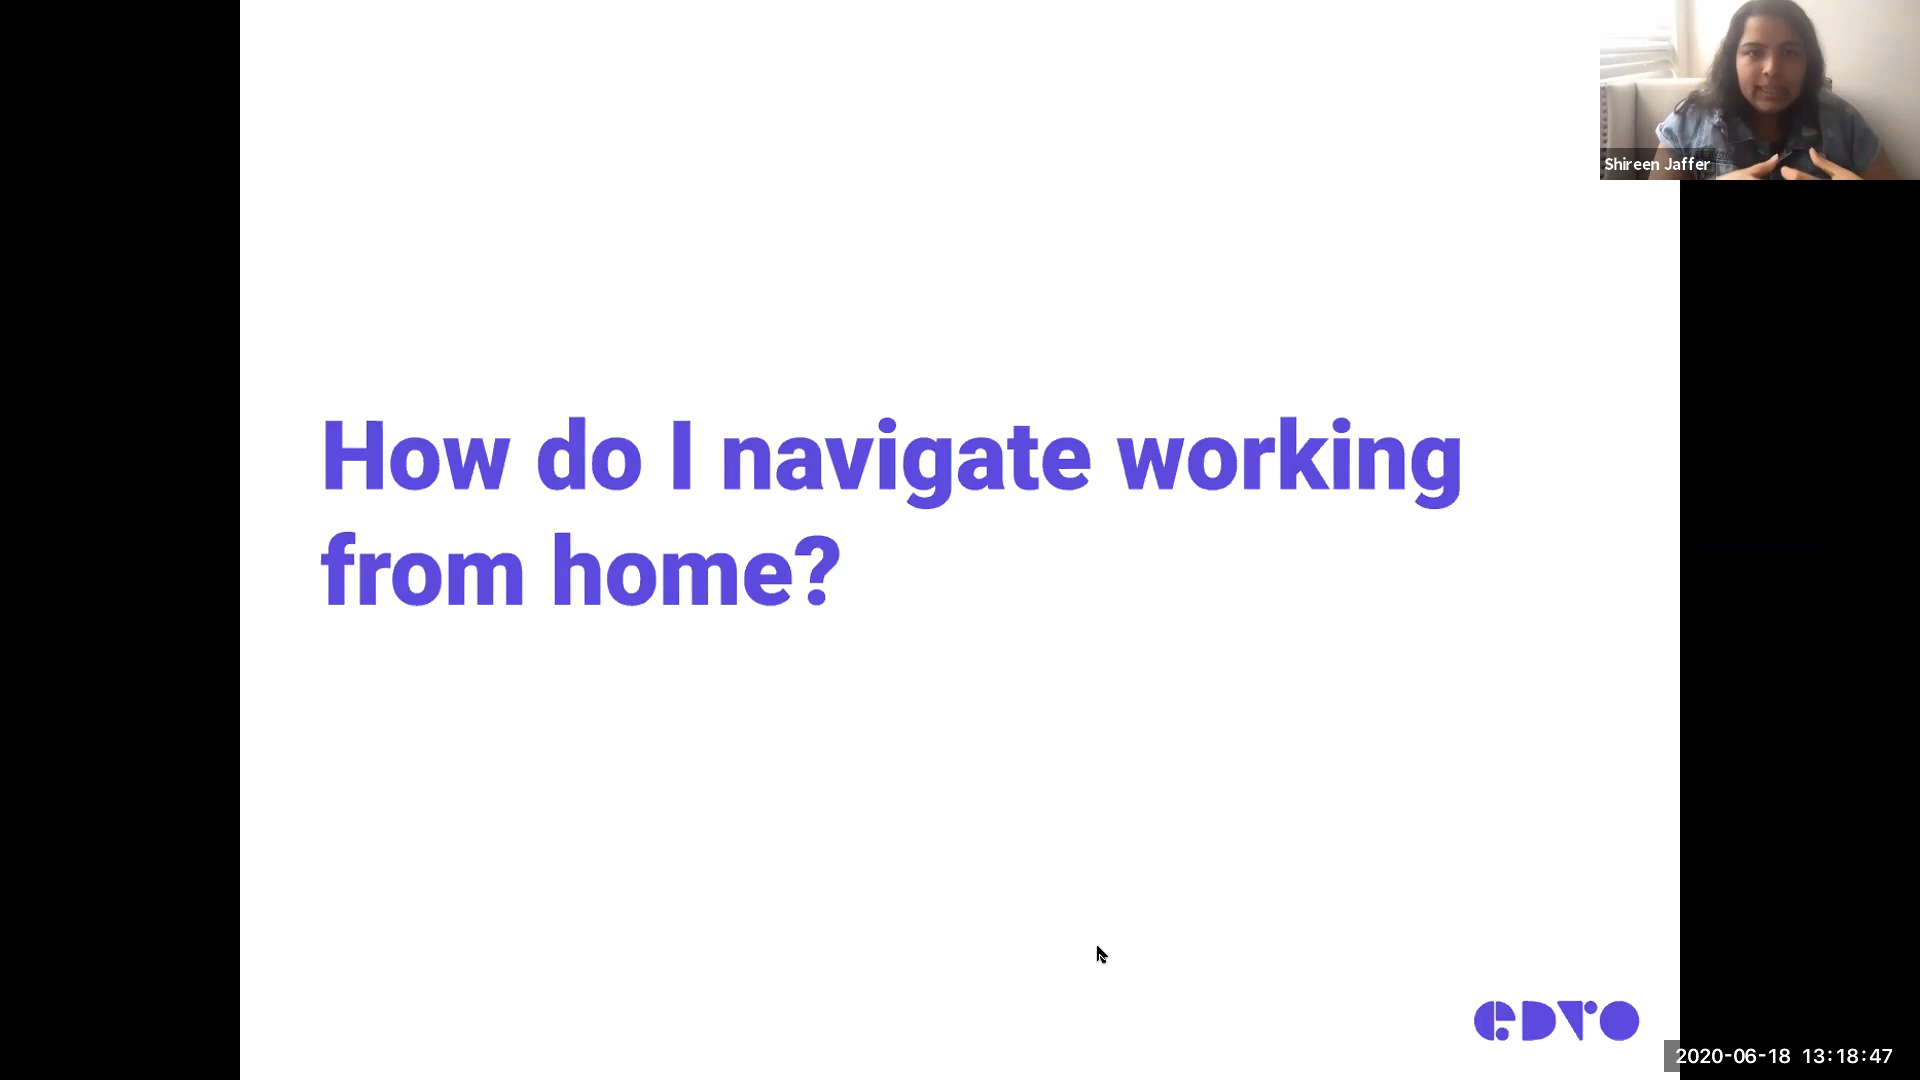 Shireen Jaffer
How do I navigate working
from home?
EDVO
2020-06-18 13:18:47